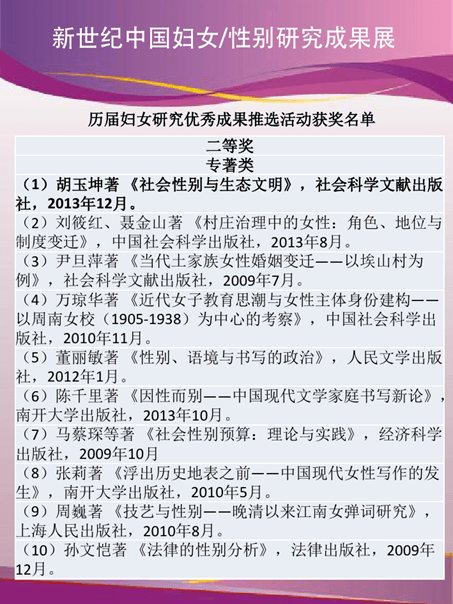 新世纪中国妇女/性别研究成果展
历届妇女研究优秀成果推选活动获奖名单
二等奖
专著类
（1）胡玉坤著《社会性别与生态文明》，社会科学文献出版
社，2013年12月。
（2）刘筱红、聂金山著《村庄治理中的女性：角色、地位与
制度变迁》，中国社会科学出版社，2013年8月。
（3）尹旦萍著《当代土家族女性婚姻变迁——以埃山村为
例》，社会科学文献出版社，2009年7月。
（4）万琼华著《近代女子教育思潮与女性主体身份建构——
以周南女校（1905-1938）为中心的考察》，中国社会科学出
版社，2010年11月。
（5）董丽敏著《性别、语境与书写的政治》，人民文学出版
社，2012年1月。
（6）陈千里著《因性而别——中国现代文学家庭书写新论》，
南开大学出版社，2013年10月。
（7）马蔡琛等著《社会性别预算：理论与实践》，经济科学
出版社，2009年10月
（8）张莉著《浮出历史地表之前——中国现代女性写作的发
生》，南开大学出版社，2010年5月。
（9）周巍著《技艺与性别——晚清以来江南女弹词研究》，
上海人民出版社，2010年8月。
（10）孙文恺著《法律的性别分析》，法律出版社，2009年
12月。